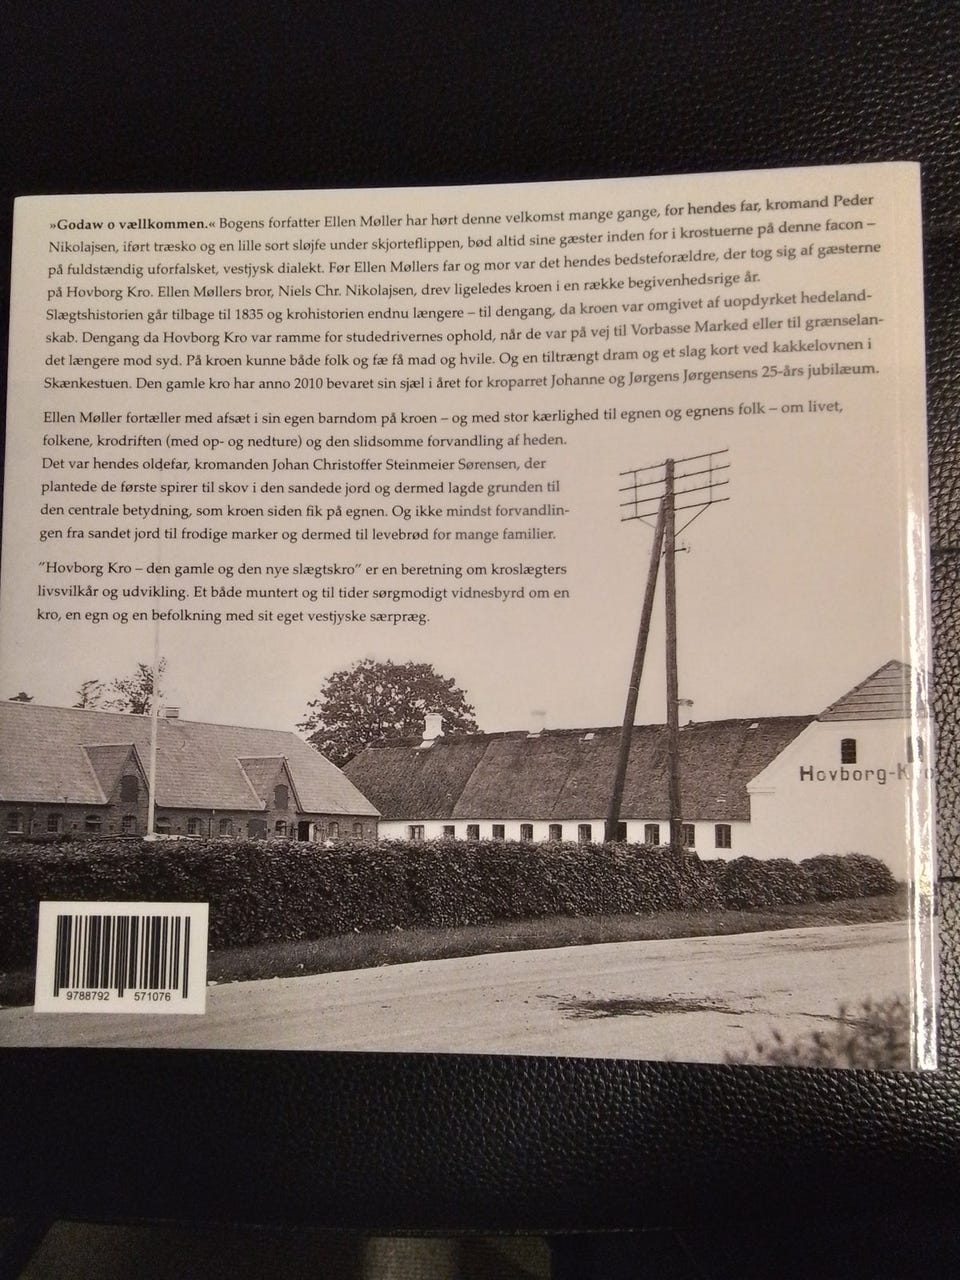 »Godaw o vællkommen.« Bogens forfatter Ellen Møller har hørt denne velkomst mange gange, for hendes far, kromand Peder
Nikolajsen, iført træsko og en lille sort sløjfe under skjorteflippen, bød altid sine gæster inden for i krostuerne på denne facon –
på fuldstændig uforfalsket, vestjysk dialekt. Før Ellen Møllers far og mor var det hendes bedsteforældre, der tog sig af gæsterne
på Hovborg Kro. Ellen Møllers bror, Niels Chr. Nikolajsen, drev ligeledes kroen i en række begivenhedsrige år.
Slægtshistorien går tilbage til 1835 og krohistorien endnu længere – til dengang, da kroen var omgivet af uopdyrket hedeland-
skab. Dengang da Hovborg Kro var ramme for studedrivernes ophold, når de var på vej til Vorbasse Marked eller til grænselan-
det længere mod syd. På kroen kunne både folk og fæ få mad og hvile. Og en tiltrængt dram og et slag kort ved kakkelovnen i
Skænkestuen. Den gamle kro har anno 2010 bevaret sin sjæl i året for kroparret Johanne og Jørgens Jørgensens 25-års jubilæum.
Ellen Møller fortæller med afsæt i sin egen barndom på kroen – og med stor kærlighed til egnen og egnens folk – om livet,
folkene, krodriften (med op- og nedture) og den slidsomme forvandling af heden.
Det var hendes oldefar, kromanden Johan Christoffer Steinmeier Sørensen, der
plantede de første spirer til skov i den sandede jord og dermed lagde grunden til
den centrale betydning, som kroen siden fik på egnen. Og ikke mindst forvandlin-
gen fra sandet jord til frodige marker og dermed til levebrød for mange familier.
"Hovborg Kro – den gamle og den nye slægtskro" er en beretning om kroslægters
livsvilkår og udvikling. Et både muntert og til tider sørgmodigt vidnesbyrd om en
kro, en egn og en befolkning med sit eget vestjyske særpræg.
Hovborg-Kro
9788792 571076